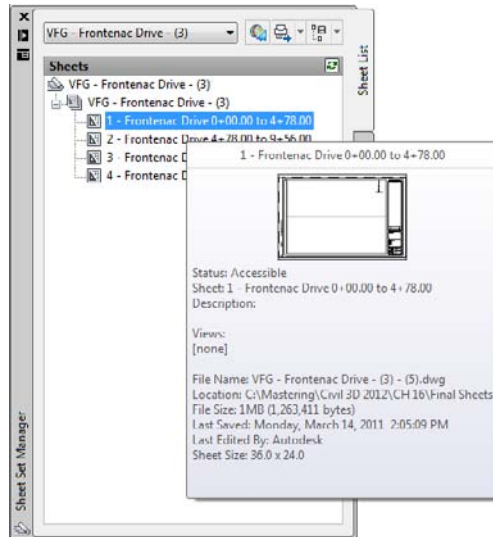 VFG - Frontenac Drive - (3)
Sheets
VFG - Frontenac Drive - (3)
VFG - Frontenac Drive - (3)
1 - Frontenac Drive 0+00.00 to 4+78.00
2 - Frontenac Drive 4+78.00 to 9+56.00
3 - Frontenac D
4 - Frontenac D
Sheet List
1 - Frontenac Drive 0+00.00 to 4+78.00
Status: Accessible
Sheet: 1 - Frontenac Drive 0+00.00 to 4+78.00
Description:
Views:
[none]
File Name: VFG - Frontenac Drive - (3) - (5).dwg
Location: C:\Mastering\Civil 3D 2012\CH 16\Final Sheets
File Size: 1MB (1,263,411 bytes)
Last Saved: Monday, March 14, 2011 2:05:09 PM
Last Edited By: Autodesk
Sheet Size: 36.0 x 24.0
Sheet Set Manager